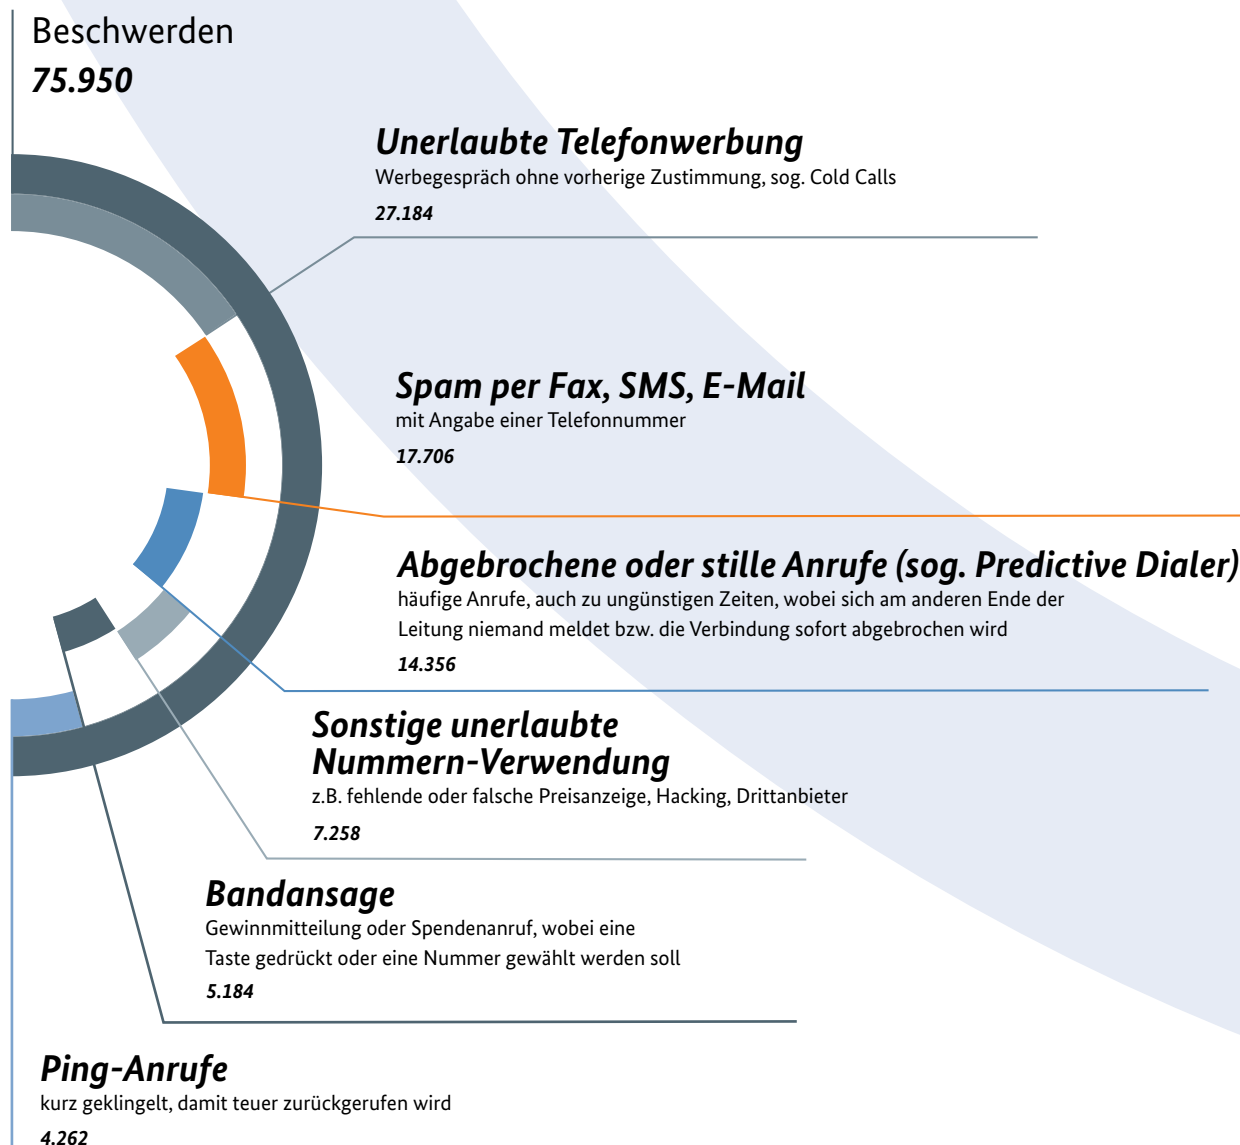 Beschwerden
75.950
Unerlaubte Telefonwerbung
Werbegespräch ohne vorherige Zustimmung, sog. Cold Calls
27.184
Spam per Fax, SMS, E-Mail
mit Angabe einer Telefonnummer
17.706
Abgebrochene oder stille Anrufe (sog. Predictive Dialer)
häufige Anrufe, auch zu ungünstigen Zeiten, wobei sich am anderen Ende der
Leitung niemand meldet bzw. die Verbindung sofort abgebrochen wird
14.356
Sonstige unerlaubte
Nummern-Verwendung
z.B. fehlende oder falsche Preisanzeige, Hacking, Drittanbieter
7.258
Bandansage
Gewinnmitteilung oder Spendenanruf, wobei eine
Taste gedrückt oder eine Nummer gewählt werden soll
5.184
Ping-Anrufe
kurz geklingelt, damit teuer zurückgerufen wird
4.262